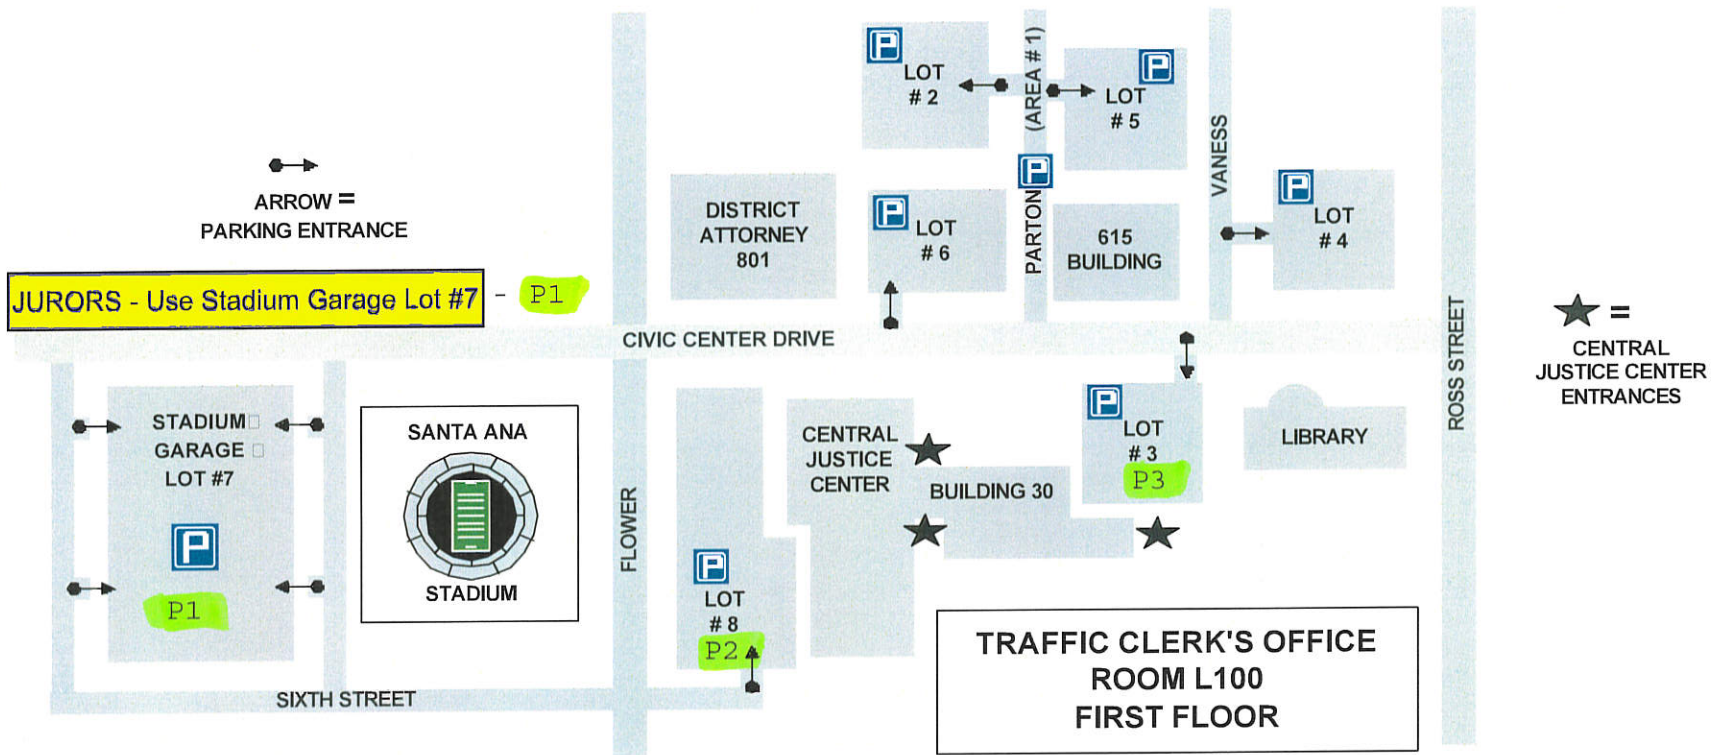 P
LOT
# 2
PARTON (AREA # 1)
P
LOT
# 5
P
VANESS
ARROW =
PARKING ENTRANCE
DISTRICT
ATTORNEY
801
P
LOT
# 6
P
615
BUILDING
P
LOT
# 4
JURORS - Use Stadium Garage Lot #7 - P1
CIVIC CENTER DRIVE
ROSS STREET
=
CENTRAL
JUSTICE CENTER
ENTRANCES
STADIUM
GARAGE
LOT #7
P
P1
SANTA ANA
STADIUM
FLOWER
P
LOT
# 8
P2
CENTRAL
JUSTICE
CENTER
BUILDING 30
P
LOT
# 3
P3
LIBRARY
SIXTH STREET
TRAFFIC CLERK'S OFFICE
ROOM L100
FIRST FLOOR